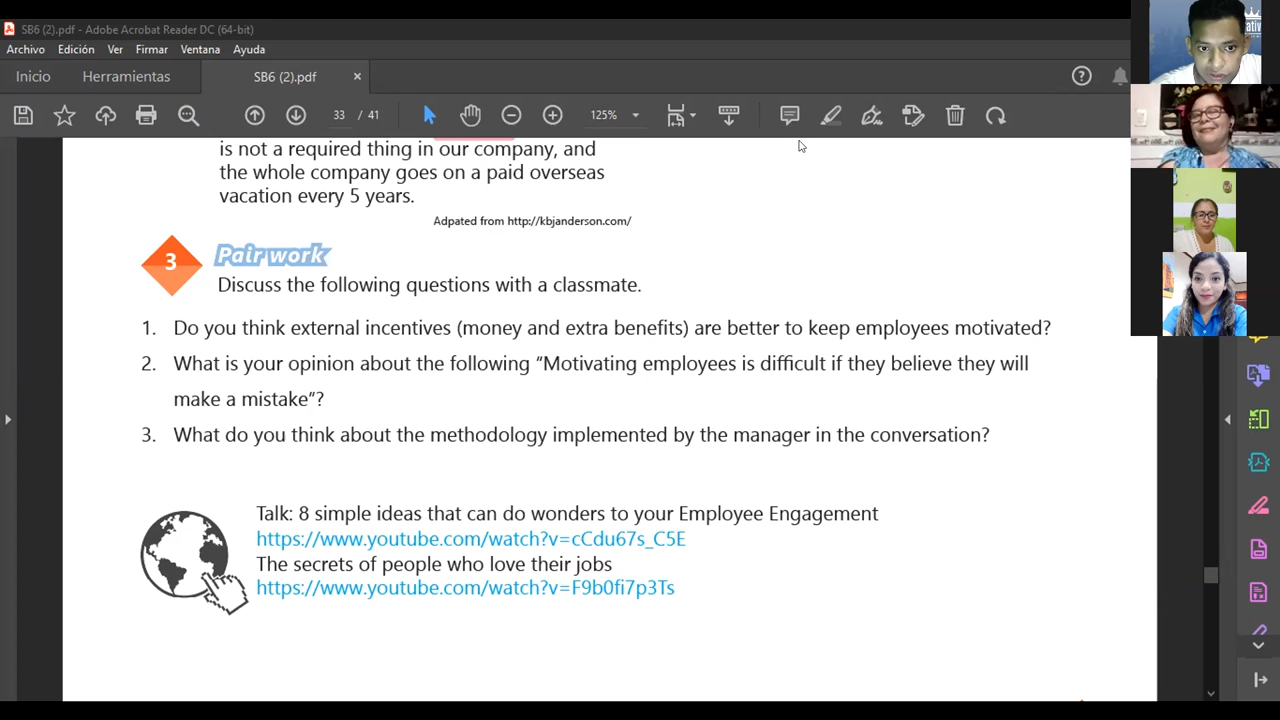 SB6 (2).pdf - Adobe Acrobat Reader DC (64-bit)
Archivo Edición Ver Firmar Ventana Ayuda
Inicio Herramientas SB6 (2).pdf ×
33 / 41 125%
is not a required thing in our company, and
the whole company goes on a paid overseas
vacation every 5 years.
Adpated from http://kbjanderson.com/
3 Pair work
Discuss the following questions with a classmate.
1. Do you think external incentives (money and extra benefits) are better to keep employees motivated?
2. What is your opinion about the following “Motivating employees is difficult if they believe they will
make a mistake”?
3. What do you think about the methodology implemented by the manager in the conversation?
Talk: 8 simple ideas that can do wonders to your Employee Engagement
https://www.youtube.com/watch?v=cCdu67s_C5E
The secrets of people who love their jobs
https://www.youtube.com/watch?v=F9b0fi7p3Ts